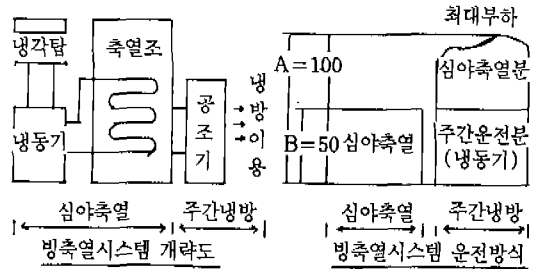 냉각탑
축열조
냉동기
공조기
냉방이용
심야축열
주간냉방
빙축열시스템 개략도
최대부하
A=100
심야축열분
B=50
심야축열
주간운전분
(냉동기)
심야축열
주간냉방
빙축열시스템 운전방식